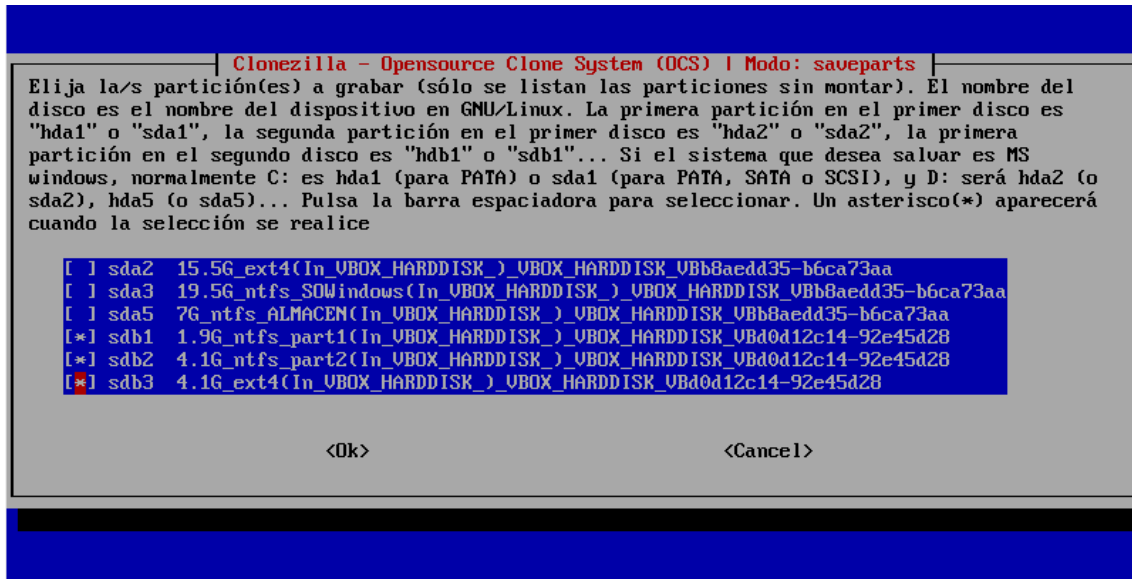 Clonezilla - Opensource Clone System (OCS) | Modo: saveparts
Elija la/s partición(es) a grabar (sólo se listan las particiones sin montar). El nombre del
disco es el nombre del dispositivo en GNU/Linux. La primera partición en el primer disco es
"hda1" o "sda1", la segunda partición en el primer disco es "hda2" o "sda2", la primera
partición en el segundo disco es "hdb1" o "sdb1"... Si el sistema que desea salvar es MS
windows, normalmente C: es hda1 (para PATA) o sda1 (para PATA, SATA o SCSI), y D: será hda2 (o
sda2), hda5 (o sda5)... Pulsa la barra espaciadora para seleccionar. Un asterisco(*) aparecerá
cuando la selección se realice
[ ] sda2 15.5G_ext4(In_VBOX_HARDDISK_)_VBOX_HARDDISK_VBb8aedd35-b6ca73aa
[ ] sda3 19.5G_ntfs_SOWindows(In_VBOX_HARDDISK_)_VBOX_HARDDISK_VBb8aedd35-b6ca73aa
[ ] sda5 7G_ntfs_ALMACEN(In_VBOX_HARDDISK_)_VBOX_HARDDISK_VBb8aedd35-b6ca73aa
[*] sdb1 1.9G_ntfs_part1(In_VBOX_HARDDISK_)_VBOX_HARDDISK_VBd0d12c14-92e45d28
[*] sdb2 4.1G_ntfs_part2(In_VBOX_HARDDISK_)_VBOX_HARDDISK_VBd0d12c14-92e45d28
[*] sdb3 4.1G_ext4(In_VBOX_HARDDISK_)_VBOX_HARDDISK_VBd0d12c14-92e45d28
<Ok> <Cancel>